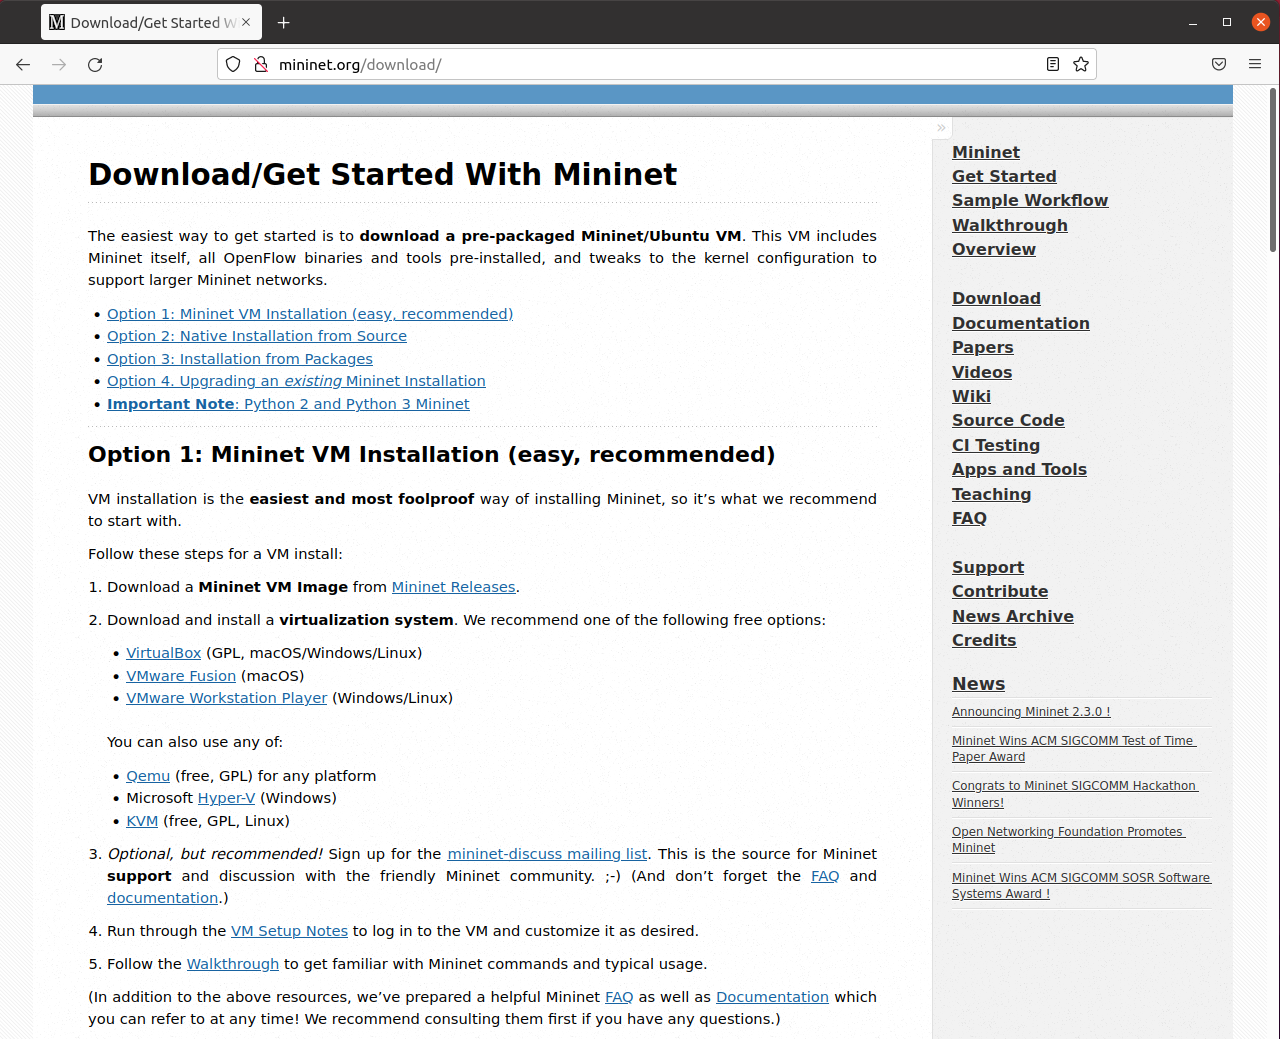 Download/Get Started W
mininet.org/download/
»
Download/Get Started With Mininet
The easiest way to get started is to download a pre-packaged Mininet/Ubuntu VM. This VM includes
Mininet itself, all OpenFlow binaries and tools pre-installed, and tweaks to the kernel configuration to
support larger Mininet networks.
• Option 1: Mininet VM Installation (easy, recommended)
• Option 2: Native Installation from Source
• Option 3: Installation from Packages
• Option 4. Upgrading an existing Mininet Installation
• Important Note: Python 2 and Python 3 Mininet
Option 1: Mininet VM Installation (easy, recommended)
VM installation is the easiest and most foolproof way of installing Mininet, so it’s what we recommend
to start with.
Follow these steps for a VM install:
1. Download a Mininet VM Image from Mininet Releases.
2. Download and install a virtualization system. We recommend one of the following free options:
• VirtualBox (GPL, macOS/Windows/Linux)
• VMware Fusion (macOS)
• VMware Workstation Player (Windows/Linux)
You can also use any of:
• Qemu (free, GPL) for any platform
• Microsoft Hyper-V (Windows)
• KVM (free, GPL, Linux)
3. Optional, but recommended! Sign up for the mininet-discuss mailing list. This is the source for Mininet
support and discussion with the friendly Mininet community. ;-) (And don’t forget the FAQ and
documentation.)
4. Run through the VM Setup Notes to log in to the VM and customize it as desired.
5. Follow the Walkthrough to get familiar with Mininet commands and typical usage.
(In addition to the above resources, we’ve prepared a helpful Mininet FAQ as well as Documentation which
you can refer to at any time! We recommend consulting them first if you have any questions.)
Mininet
Get Started
Sample Workflow
Walkthrough
Overview
Download
Documentation
Papers
Videos
Wiki
Source Code
CI Testing
Apps and Tools
Teaching
FAQ
Support
Contribute
News Archive
Credits
News
Announcing Mininet 2.3.0 !
Mininet Wins ACM SIGCOMM Test of Time
Paper Award
Congrats to Mininet SIGCOMM Hackathon
Winners!
Open Networking Foundation Promotes
Mininet
Mininet Wins ACM SIGCOMM SOSR Software
Systems Award !